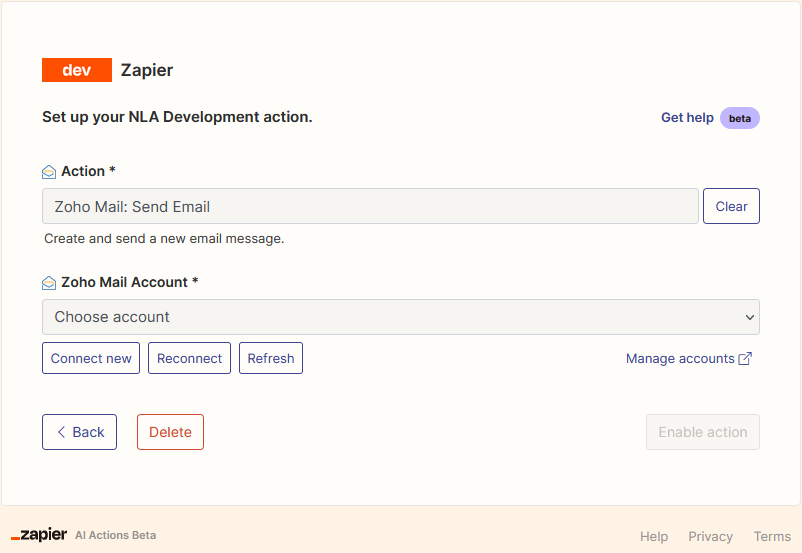 dev Zapier
Set up your NLA Development action.
Get help beta
Action *
Zoho Mail: Send Email
Clear
Create and send a new email message.
Zoho Mail Account *
Choose account
Connect new
Reconnect
Refresh
Manage accounts
Back
Delete
Enable action
zapier AI Actions Beta
Help
Privacy
Terms